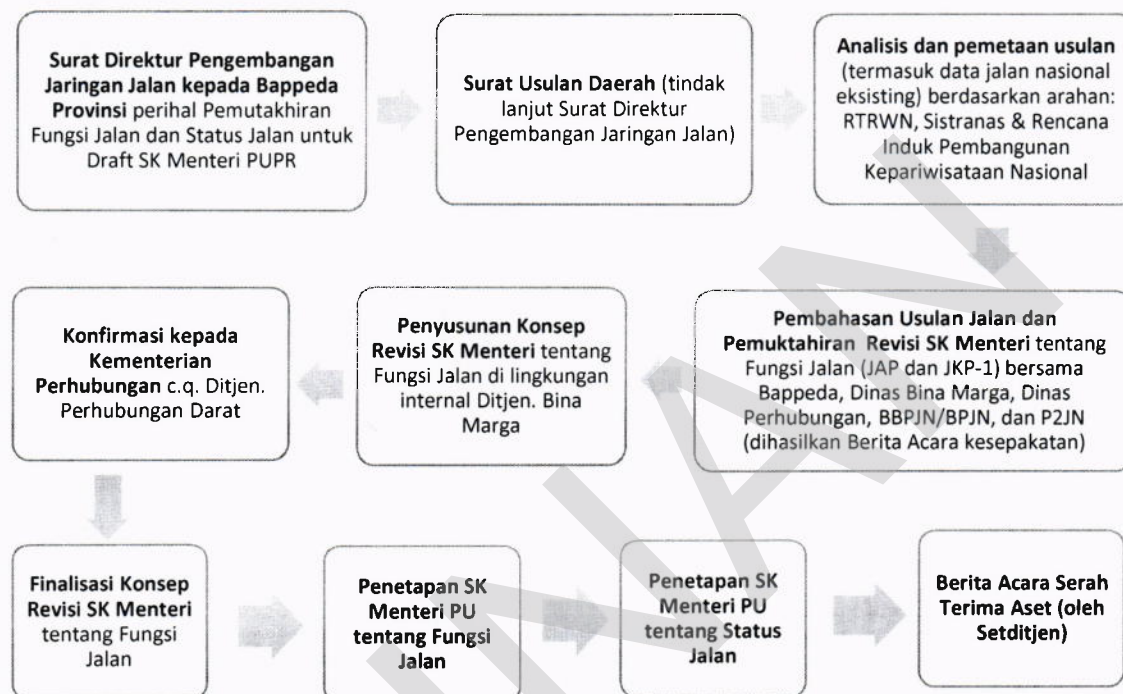 Surat Direktur Pengembangan
Jaringan Jalan kepada Bappeda
Provinsi perihal Pemutakhiran
Fungsi Jalan dan Status Jalan untuk
Draft SK Menteri PUPR
Surat Usulan Daerah (tindak
lanjut Surat Direktur
Pengembangan Jaringan Jalan)
Analisis dan pemetaan usulan
(termasuk data jalan nasional
eksisting) berdasarkan arahan:
RTRWN, Sistranas & Rencana
Induk Pembangunan
Kepariwisataan Nasional
Pembahasan Usulan Jalan dan
Pemuktahiran Revisi SK Menteri tentang
Fungsi Jalan (JAP dan JKP-1) bersama
Bappeda, Dinas Bina Marga, Dinas
Perhubungan, BBPJN/BPJN, dan P2JN
(dihasilkan Berita Acara kesepakatan)
Penyusunan Konsep
Revisi SK Menteri tentang
Fungsi Jalan di lingkungan
internal Ditjen. Bina
Marga
Konfirmasi kepada
Kementerian
Perhubungan c.q. Ditjen.
Perhubungan Darat
Finalisasi Konsep
Revisi SK Menteri
tentang Fungsi
Jalan
Penetapan SK
Menteri PU
tentang Fungsi
Jalan
Penetapan SK
Menteri PU
tentang Status
Jalan
Berita Acara Serah
Terima Aset (oleh
Setditjen)